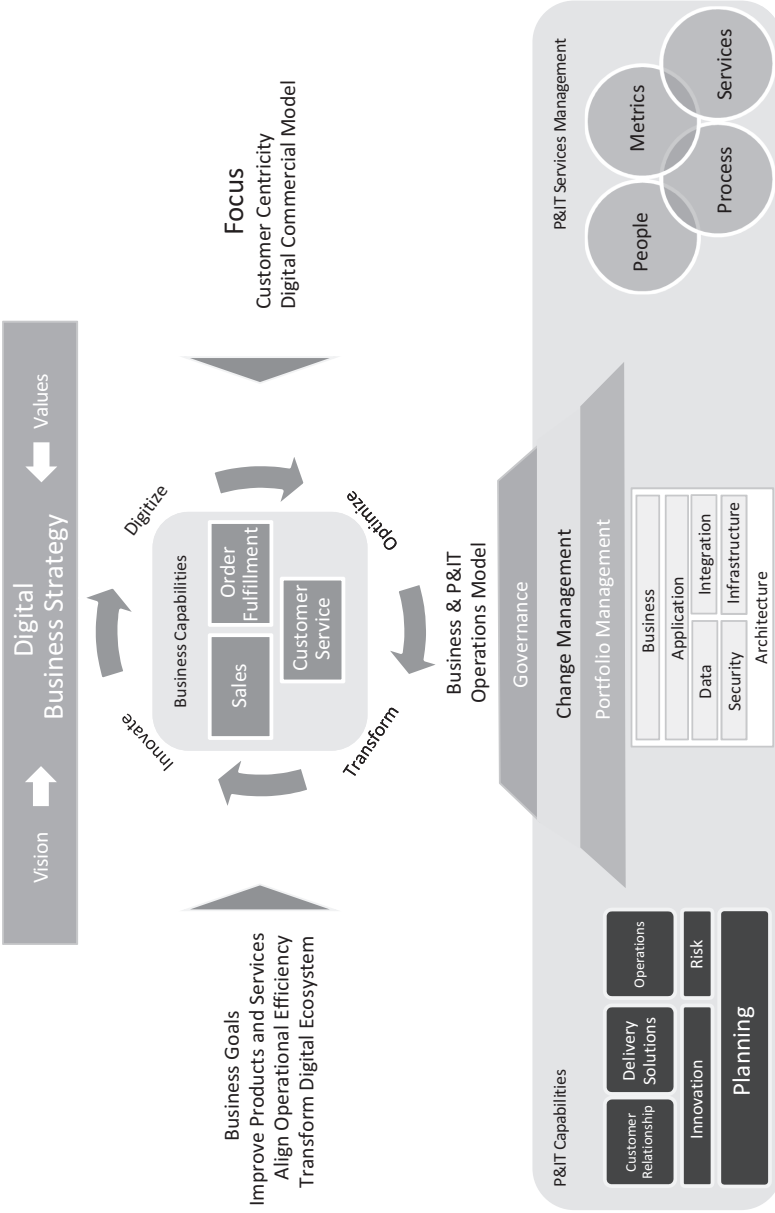 Digital
Business Strategy
Vision
Values
Business Goals
Improve Products and Services
Align Operational Efficiency
Transform Digital Ecosystem
Innovate
Digitize
Optimize
Transform
Business Capabilities
Sales
Order
Fulfillment
Customer
Service
Focus
Customer Centricity
Digital Commercial Model
Business & P&IT
Operations Model
Governance
Change Management
Portfolio Management
P&IT Capabilities
Customer
Relationship
Delivery
Solutions
Operations
Innovation
Risk
Planning
Business
Application
Data
Integration
Security
Infrastructure
Architecture
P&IT Services Management
People
Metrics
Process
Services